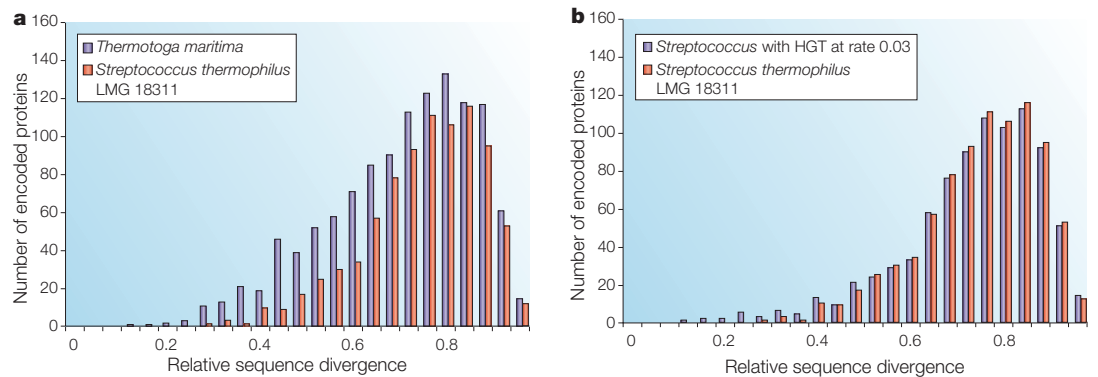 a
160
140
120
100
80
60
40
20
0
Number of encoded proteins
Thermotoga maritima
Streptococcus thermophilus
LMG 18311
0 0.2 0.4 0.6 0.8
Relative sequence divergence
b
160
140
120
100
80
60
40
20
0
Number of encoded proteins
Streptococcus with HGT at rate 0.03
Streptococcus thermophilus
LMG 18311
0 0.2 0.4 0.6 0.8
Relative sequence divergence